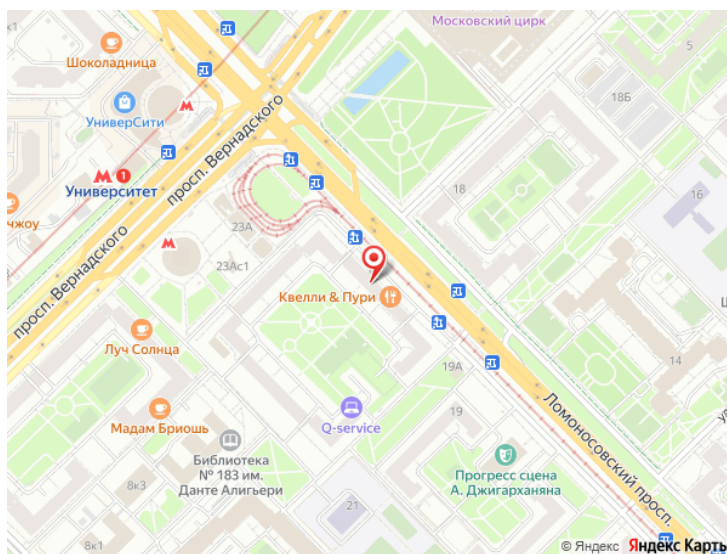 Московский цирк
5
Шоколадница
18Б
УниверСити
просп. Вернадского
1
Университет
18
16
чжоу
23А
просп. Вернадского
23Ас1
Квелли & Пури
Луч Солнца
14
19А
Мадам Бриошь
19
Q-service
Ломоносовский просп.
Библиотека
№ 183 им.
Данте Алигьери
Прогресс сцена
А. Джигарханяна
8к3
21
8к1
© Яндекс Яндекс Карты